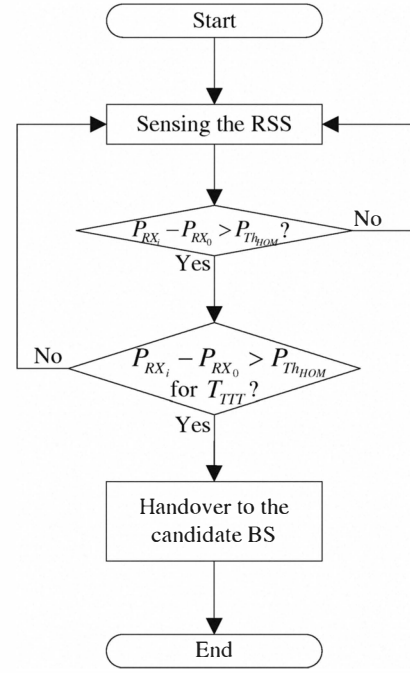 Start
Sensing the RSS
P_{RX_i} – P_{RX_0} > P_{Th_{HOM}} ?
No
Yes
No
P_{RX_i} – P_{RX_0} > P_{Th_{HOM}}
for T_{TTT} ?
Yes
Handover to the
candidate BS
End